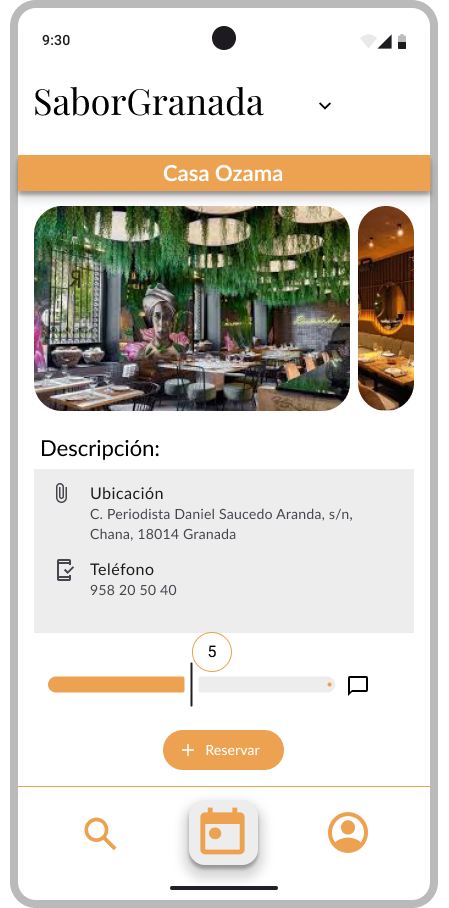 9:30
SaborGranada
Casa Ozama
Descripción:
Ubicación
C. Periodista Daniel Saucedo Aranda, s/n,
Chana, 18014 Granada
Teléfono
958 20 50 40
5
+ Reservar